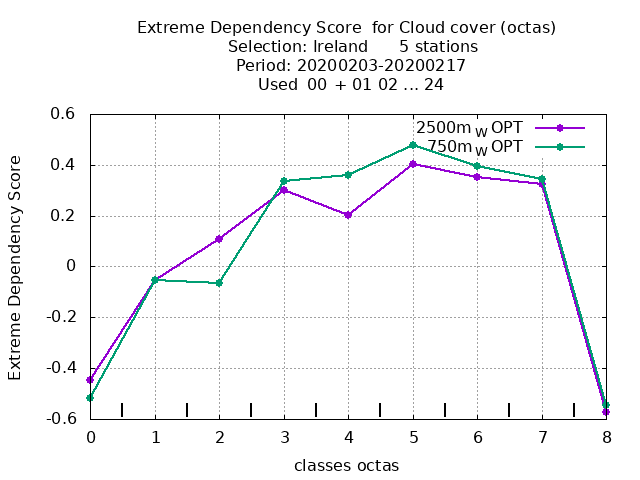 Extreme Dependency Score for Cloud cover (octas)
Selection: Ireland 5 stations
Period: 20200203-20200217
Used 00 + 01 02 ... 24
2500m_W OPT
750m_W OPT
Extreme Dependency Score
0.6
0.4
0.2
0
-0.2
-0.4
-0.6
0 1 2 3 4 5 6 7 8
classes octas